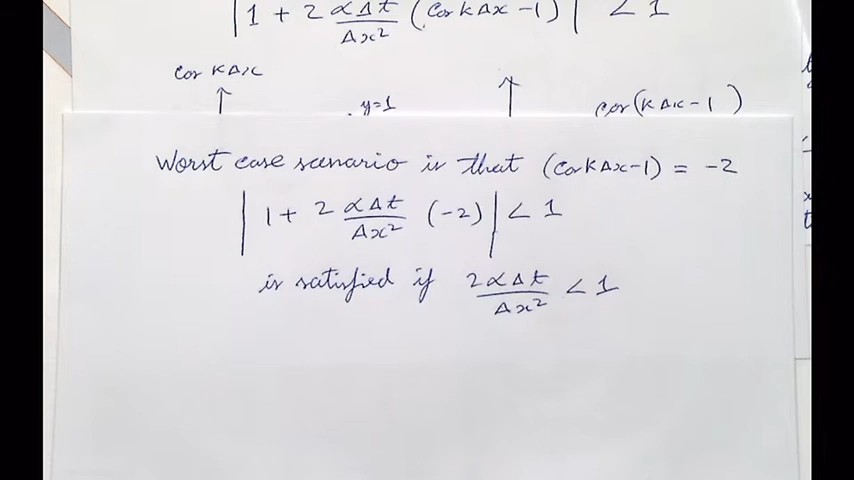 |1 + 2 αΔt/Δx² (cos kΔx - 1)| < 1
cos kΔx
y=1
cos(kΔx - 1)
Worst case scenario is that (cos kΔx - 1) = -2
|1 + 2 αΔt/Δx² (-2)| < 1
is satisfied if 2αΔt/Δx² < 1